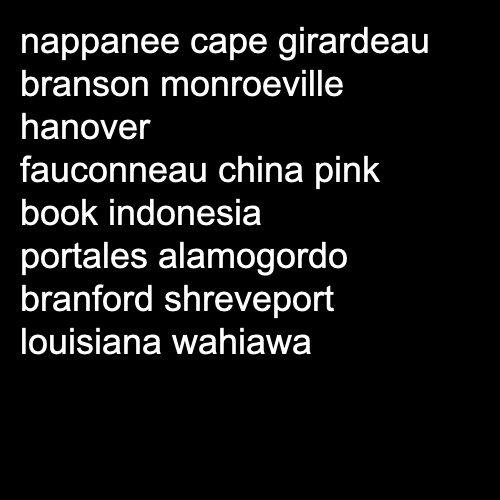 nappanee cape girardeau
branson monroeville
hanover
fauconneau china pink
book indonesia
portales alamogordo
branford shreveport
louisiana wahiawa